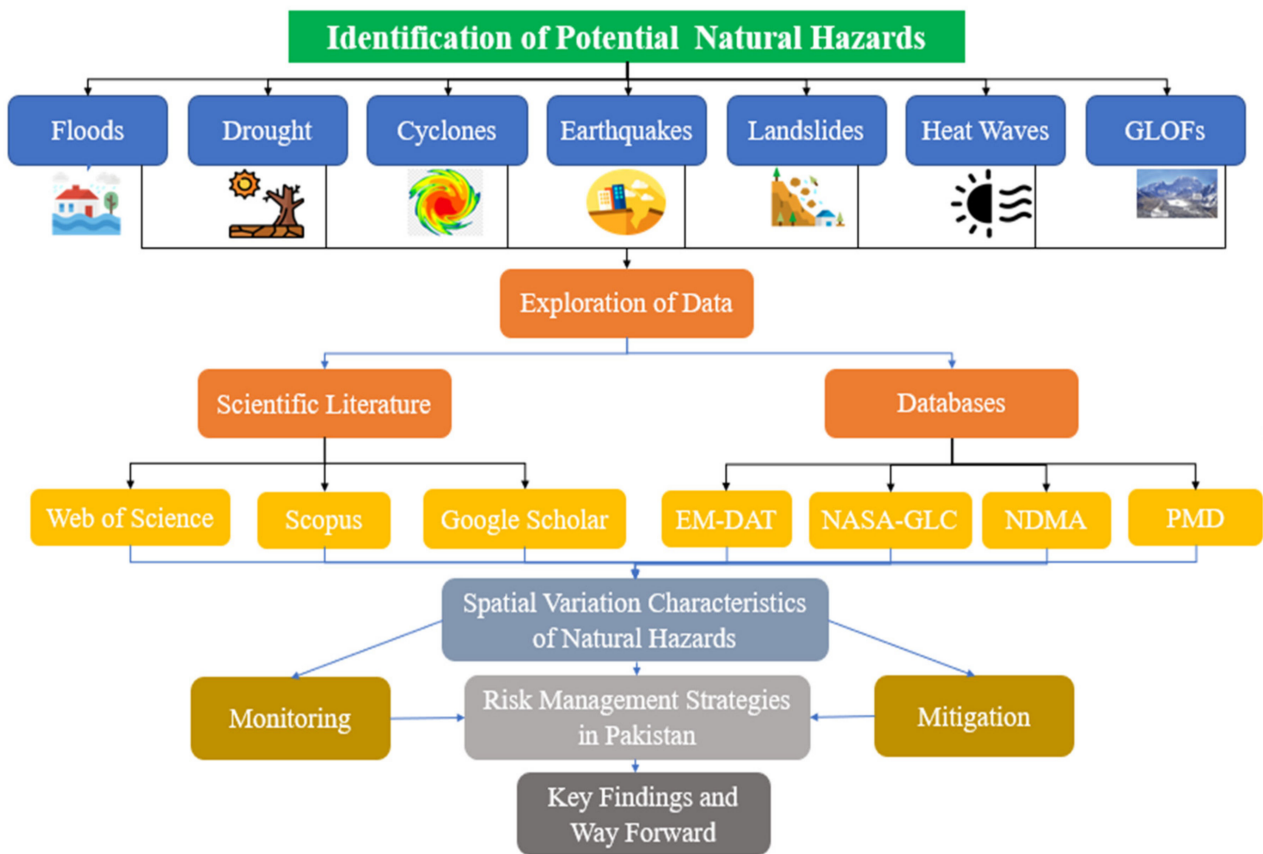 Identification of Potential Natural Hazards
Floods
Drought
Cyclones
Earthquakes
Landslides
Heat Waves
GLOFs
Exploration of Data
Scientific Literature
Databases
Web of Science
Scopus
Google Scholar
EM-DAT
NASA-GLC
NDMA
PMD
Spatial Variation Characteristics
of Natural Hazards
Monitoring
Risk Management Strategies
in Pakistan
Mitigation
Key Findings and
Way Forward